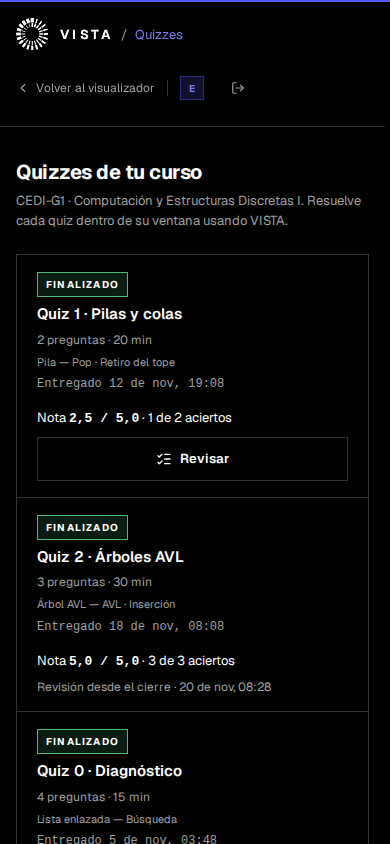 VISTA / Quizzes
Volver al visualizador
E
Quizzes de tu curso
CEDI-G1 · Computación y Estructuras Discretas I. Resuelve
cada quiz dentro de su ventana usando VISTA.
FINALIZADO
Quiz 1 · Pilas y colas
2 preguntas · 20 min
Pila — Pop · Retiro del tope
Entregado 12 de nov, 19:08
Nota 2,5 / 5,0 · 1 de 2 aciertos
Revisar
FINALIZADO
Quiz 2 · Árboles AVL
3 preguntas · 30 min
Árbol AVL — AVL · Inserción
Entregado 18 de nov, 08:08
Nota 5,0 / 5,0 · 3 de 3 aciertos
Revisión desde el cierre · 20 de nov, 08:28
FINALIZADO
Quiz 0 · Diagnóstico
4 preguntas · 15 min
Lista enlazada — Búsqueda
Entregado 5 de nov, 03:48